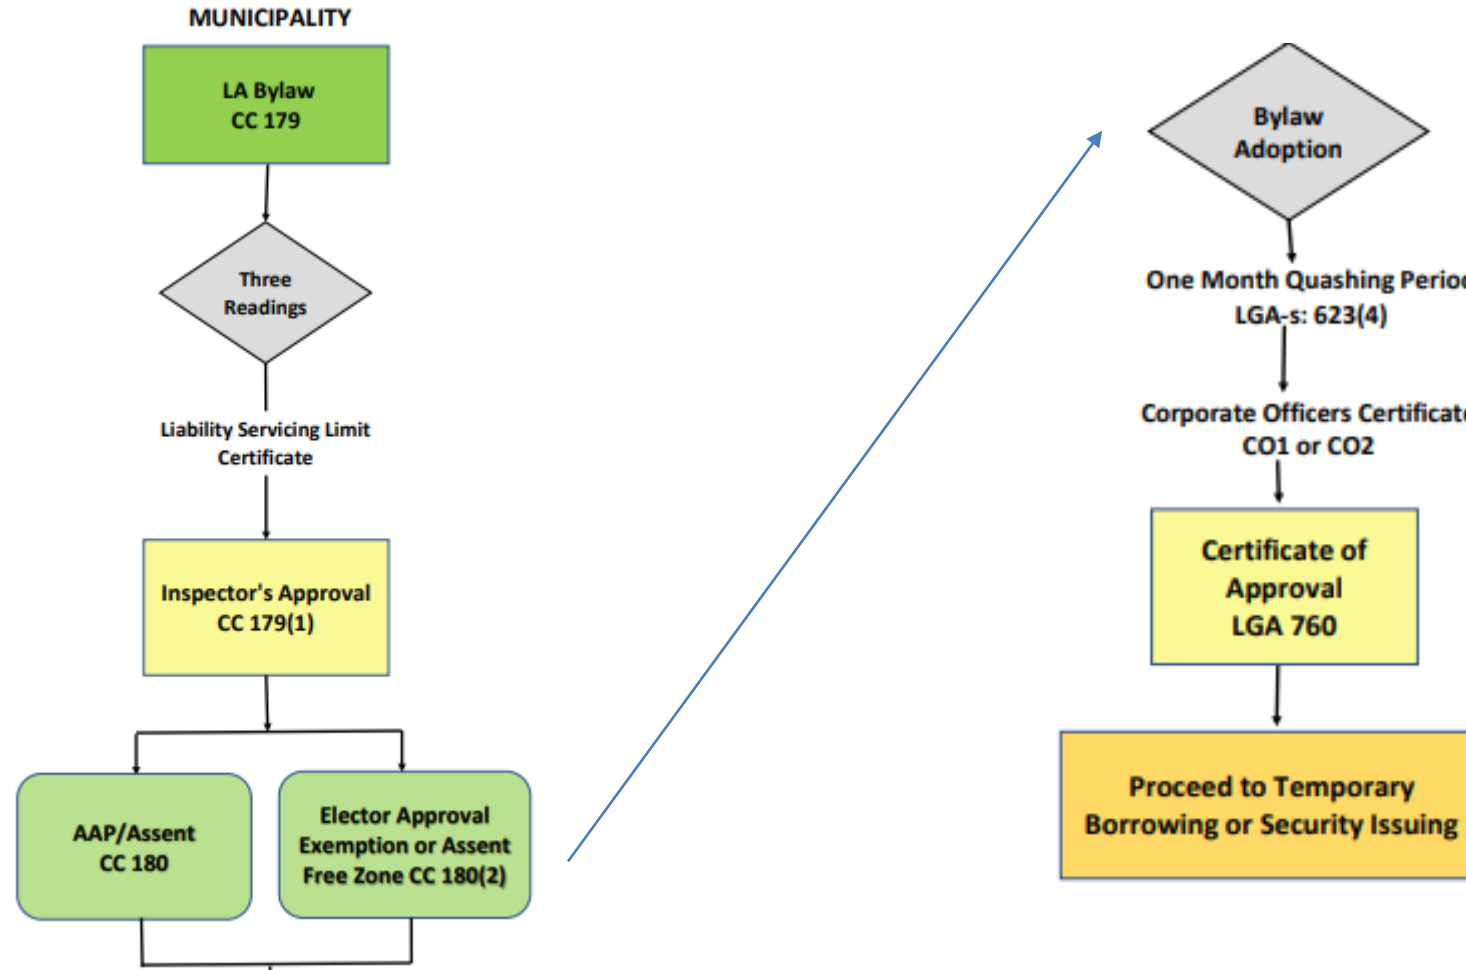 MUNICIPALITY
LA Bylaw
CC 179
Three
Readings
Liability Servicing Limit
Certificate
Inspector's Approval
CC 179(1)
AAP/Assent
CC 180
Elector Approval
Exemption or Assent
Free Zone CC 180(2)
Bylaw
Adoption
One Month Quashing Period
LGA-s: 623(4)
Corporate Officers Certificate
CO1 or CO2
Certificate of
Approval
LGA 760
Proceed to Temporary
Borrowing or Security Issuing